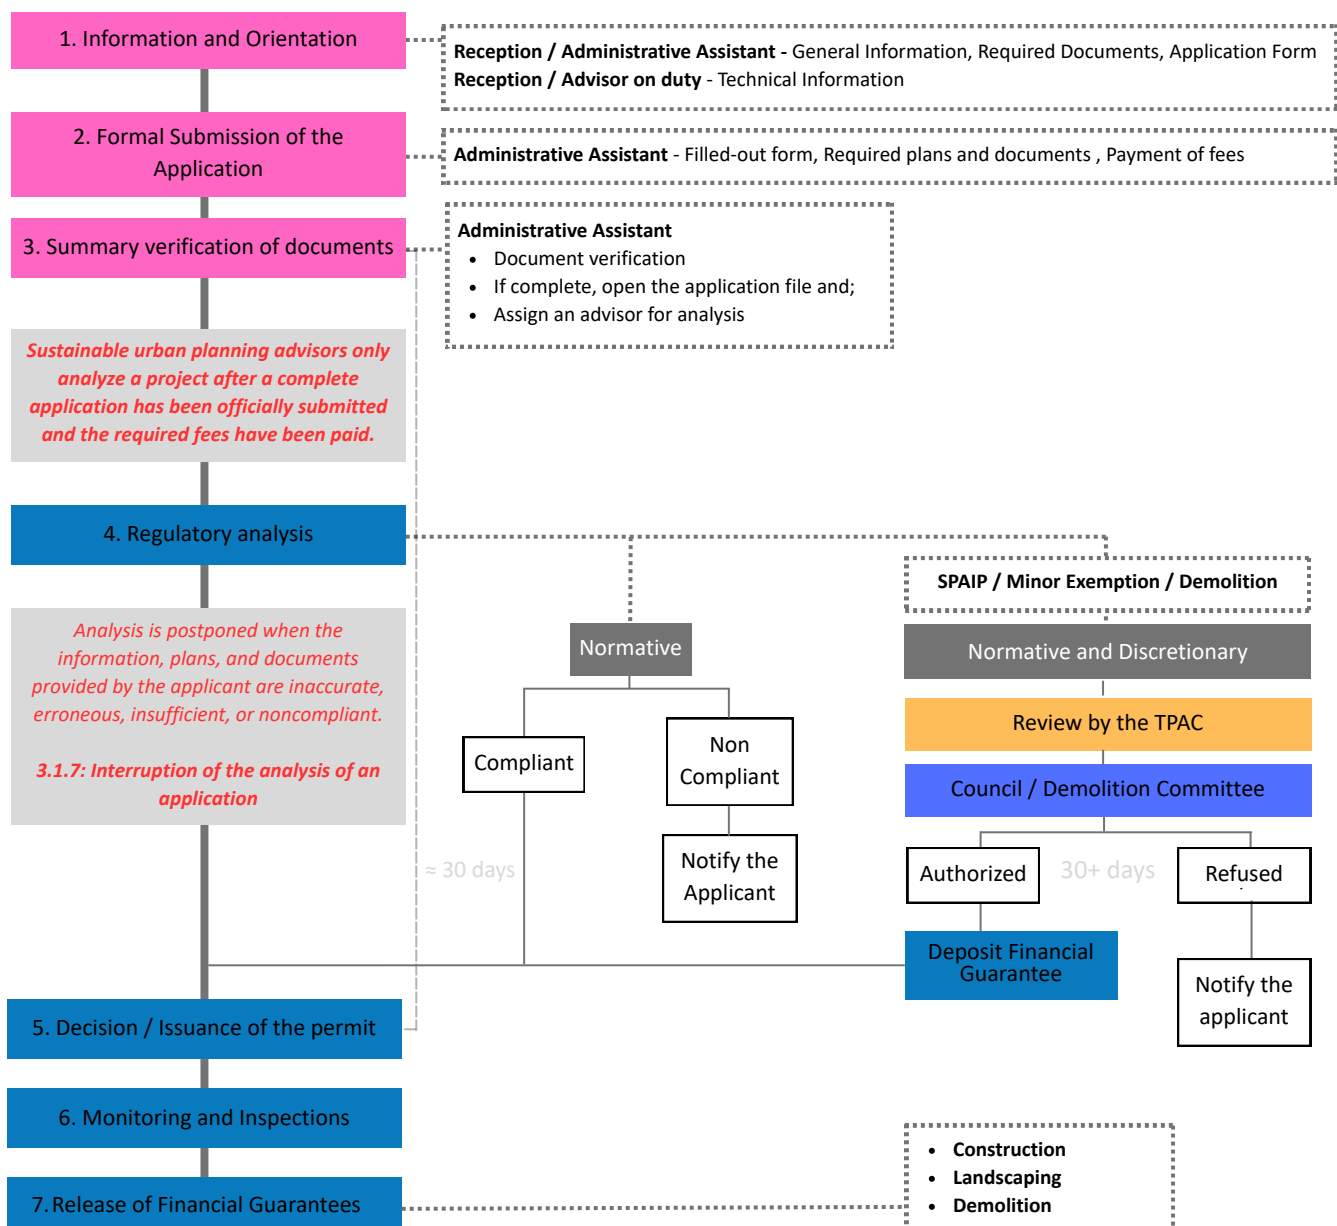 1. Information and Orientation
Reception / Administrative Assistant - General Information, Required Documents, Application Form
Reception / Advisor on duty - Technical Information
2. Formal Submission of the
Application
Administrative Assistant - Filled-out form, Required plans and documents , Payment of fees
3. Summary verification of documents
Administrative Assistant
• Document verification
• If complete, open the application file and;
• Assign an advisor for analysis
Sustainable urban planning advisors only
analyze a project after a complete
application has been officially submitted
and the required fees have been paid.
4. Regulatory analysis
Analysis is postponed when the
information, plans, and documents
provided by the applicant are inaccurate,
erroneous, insufficient, or noncompliant.
3.1.7: Interruption of the analysis of an
application
Normative
Compliant
Non
Compliant
Notify the
Applicant
≈ 30 days
SPAIP / Minor Exemption / Demolition
Normative and Discretionary
Review by the TPAC
Council / Demolition Committee
Authorized
30+ days
Refused
Deposit Financial
Guarantee
Notify the
applicant
5. Decision / Issuance of the permit
6. Monitoring and Inspections
7. Release of Financial Guarantees
• Construction
• Landscaping
• Demolition